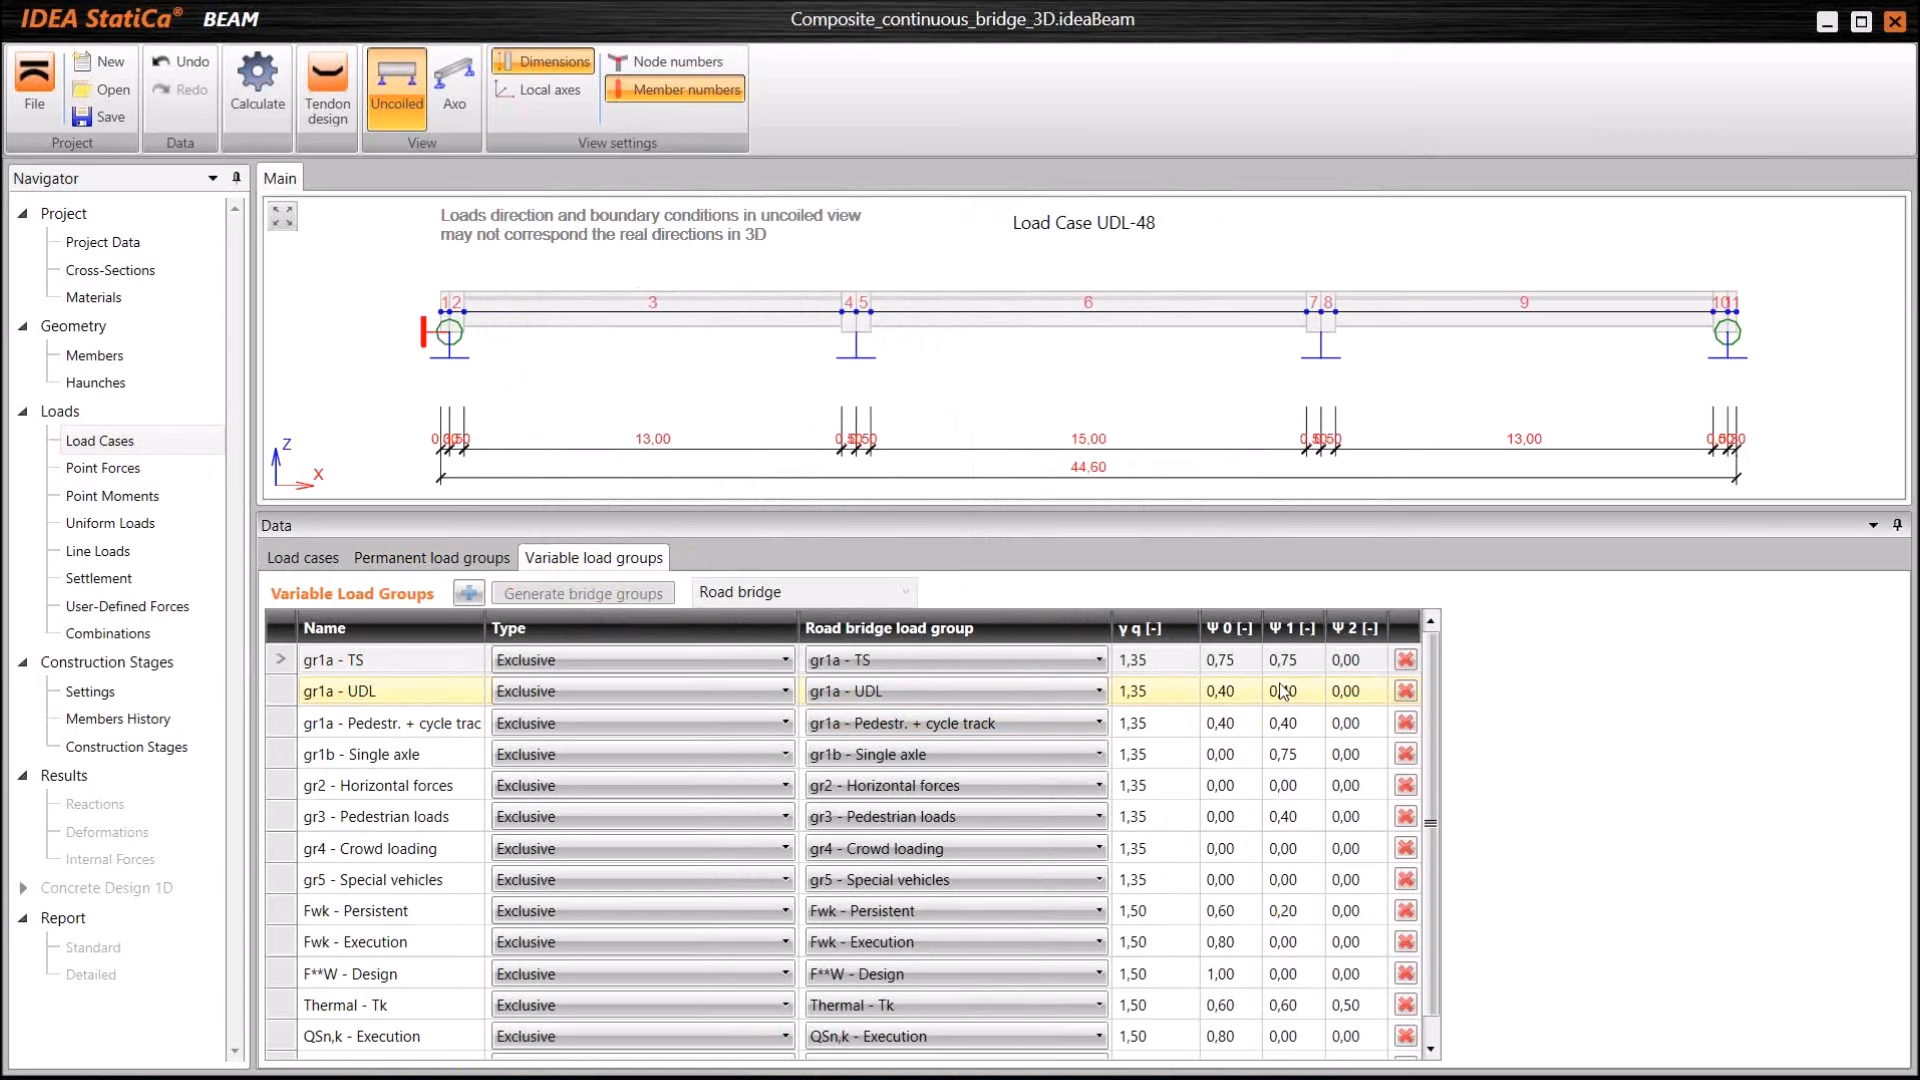 IDEA StatiCa® BEAM
Composite_continuous_bridge_3D.ideaBeam
File
New
Open
Save
Project
Undo
Redo
Data
Calculate
Tendon design
Uncoiled
Axo
View
Dimensions
Local axes
Node numbers
Member numbers
View settings
Navigator
Project
Project Data
Cross-Sections
Materials
Geometry
Members
Haunches
Loads
Load Cases
Point Forces
Point Moments
Uniform Loads
Line Loads
Settlement
User-Defined Forces
Combinations
Construction Stages
Settings
Members History
Construction Stages
Results
Reactions
Deformations
Internal Forces
Concrete Design 1D
Report
Standard
Detailed
Main
Loads direction and boundary conditions in uncoiled view
may not correspond the real directions in 3D
Load Case UDL-48
1 2 3 4 5 6 7 8 9 10 11
13,00 15,00 13,00
44,60
Z
X
Data
Load cases Permanent load groups Variable load groups
Variable Load Groups Generate bridge groups Road bridge
Name Type Road bridge load group γ q [-] Ψ 0 [-] Ψ 1 [-] Ψ 2 [-]
gr1a - TS Exclusive gr1a - TS 1,35 0,75 0,75 0,00
gr1a - UDL Exclusive gr1a - UDL 1,35 0,40 0,00
gr1a - Pedestr. + cycle trac Exclusive gr1a - Pedestr. + cycle track 1,35 0,40 0,40 0,00
gr1b - Single axle Exclusive gr1b - Single axle 1,35 0,00 0,75 0,00
gr2 - Horizontal forces Exclusive gr2 - Horizontal forces 1,35 0,00 0,00 0,00
gr3 - Pedestrian loads Exclusive gr3 - Pedestrian loads 1,35 0,00 0,40 0,00
gr4 - Crowd loading Exclusive gr4 - Crowd loading 1,35 0,00 0,00 0,00
gr5 - Special vehicles Exclusive gr5 - Special vehicles 1,35 0,00 0,00 0,00
Fwk - Persistent Exclusive Fwk - Persistent 1,50 0,60 0,20 0,00
Fwk - Execution Exclusive Fwk - Execution 1,50 0,80 0,00 0,00
F**W - Design Exclusive F**W - Design 1,50 1,00 0,00 0,00
Thermal - Tk Exclusive Thermal - Tk 1,50 0,60 0,60 0,50
QSn,k - Execution Exclusive QSn,k - Execution 1,50 0,80 0,00 0,00